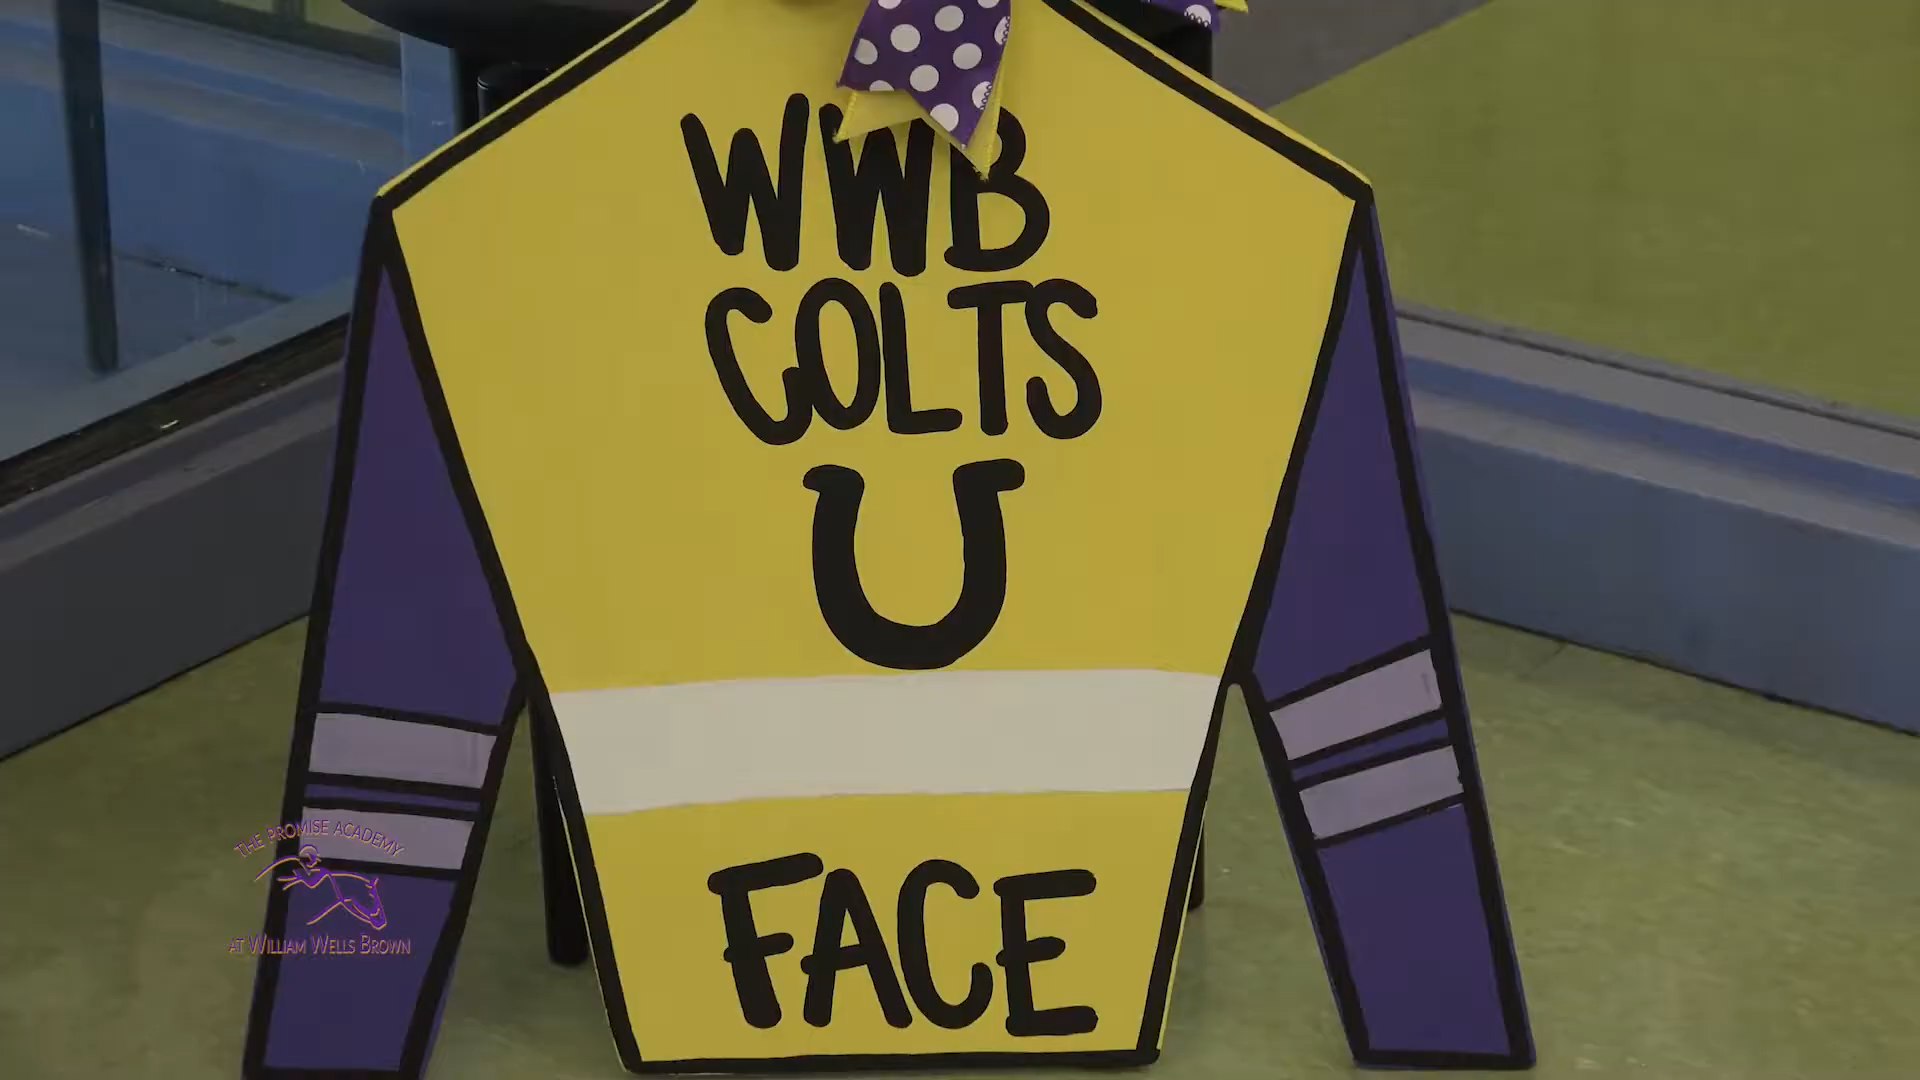 WWB
COLTS
FACE
THE PROMISE ACADEMY
AT WILLIAM WELLS BROWN